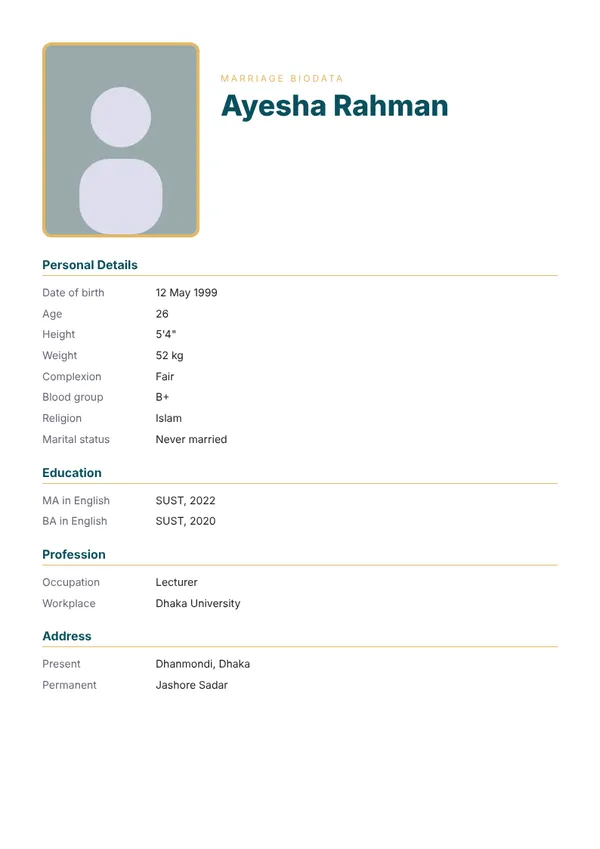 MARRIAGE BIODATA
Ayesha Rahman
Personal Details
Date of birth 12 May 1999
Age 26
Height 5'4"
Weight 52 kg
Complexion Fair
Blood group B+
Religion Islam
Marital status Never married
Education
MA in English SUST, 2022
BA in English SUST, 2020
Profession
Occupation Lecturer
Workplace Dhaka University
Address
Present Dhanmondi, Dhaka
Permanent Jashore Sadar